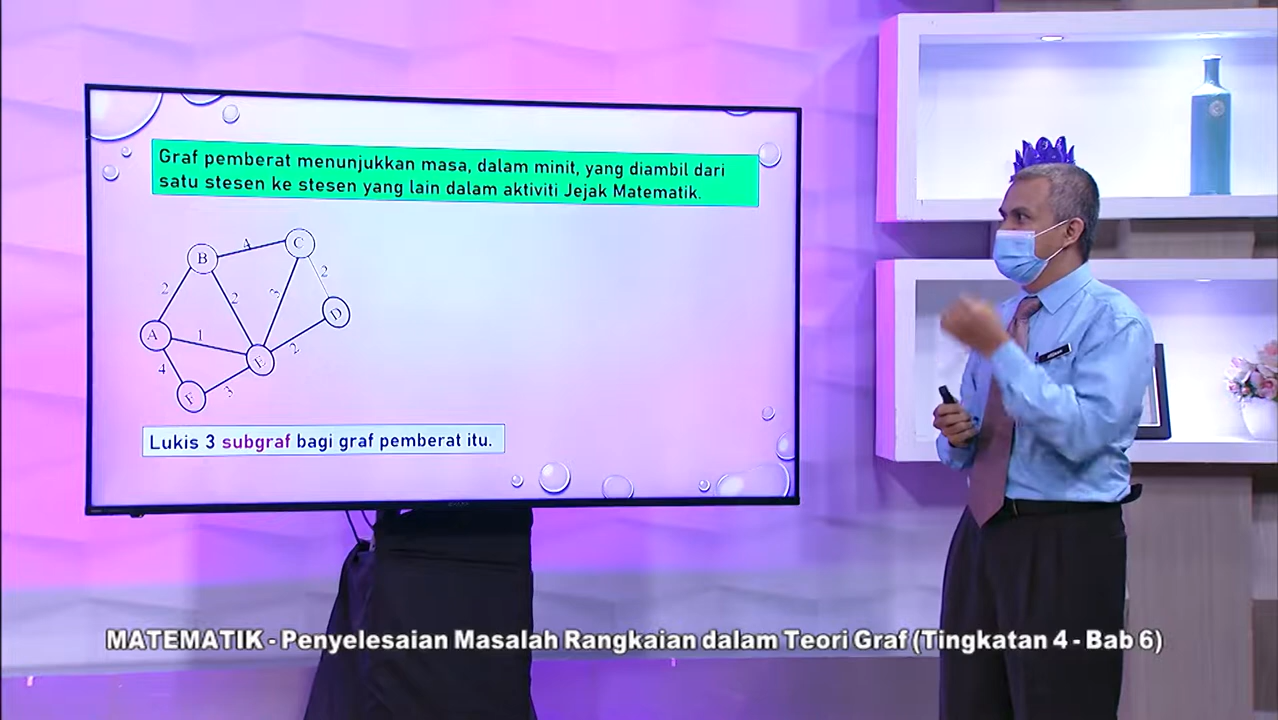 Graf pemberat menunjukkan masa, dalam minit, yang diambil dari
satu stesen ke stesen yang lain dalam aktiviti Jejak Matematik.
B
4
C
2
2
3
2
D
A
1
E
2
4
F
3
Lukis 3 subgraf bagi graf pemberat itu.
MATEMATIK - Penyelesaian Masalah Rangkaian dalam Teori Graf (Tingkatan 4 - Bab 6)